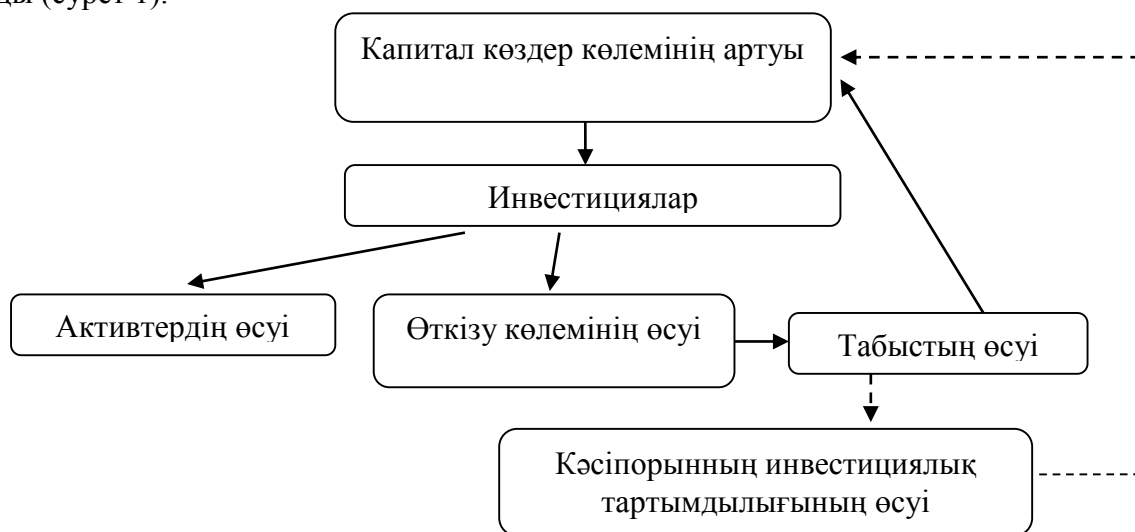 ды (сурет 1).
Капитал көздер көлемінің артуы
Инвестициялар
Активтердің өсуі
Өткізу көлемінің өсуі
Табыстың өсуі
Кәсіпорынның инвестициялық
тартымдылығының өсуі